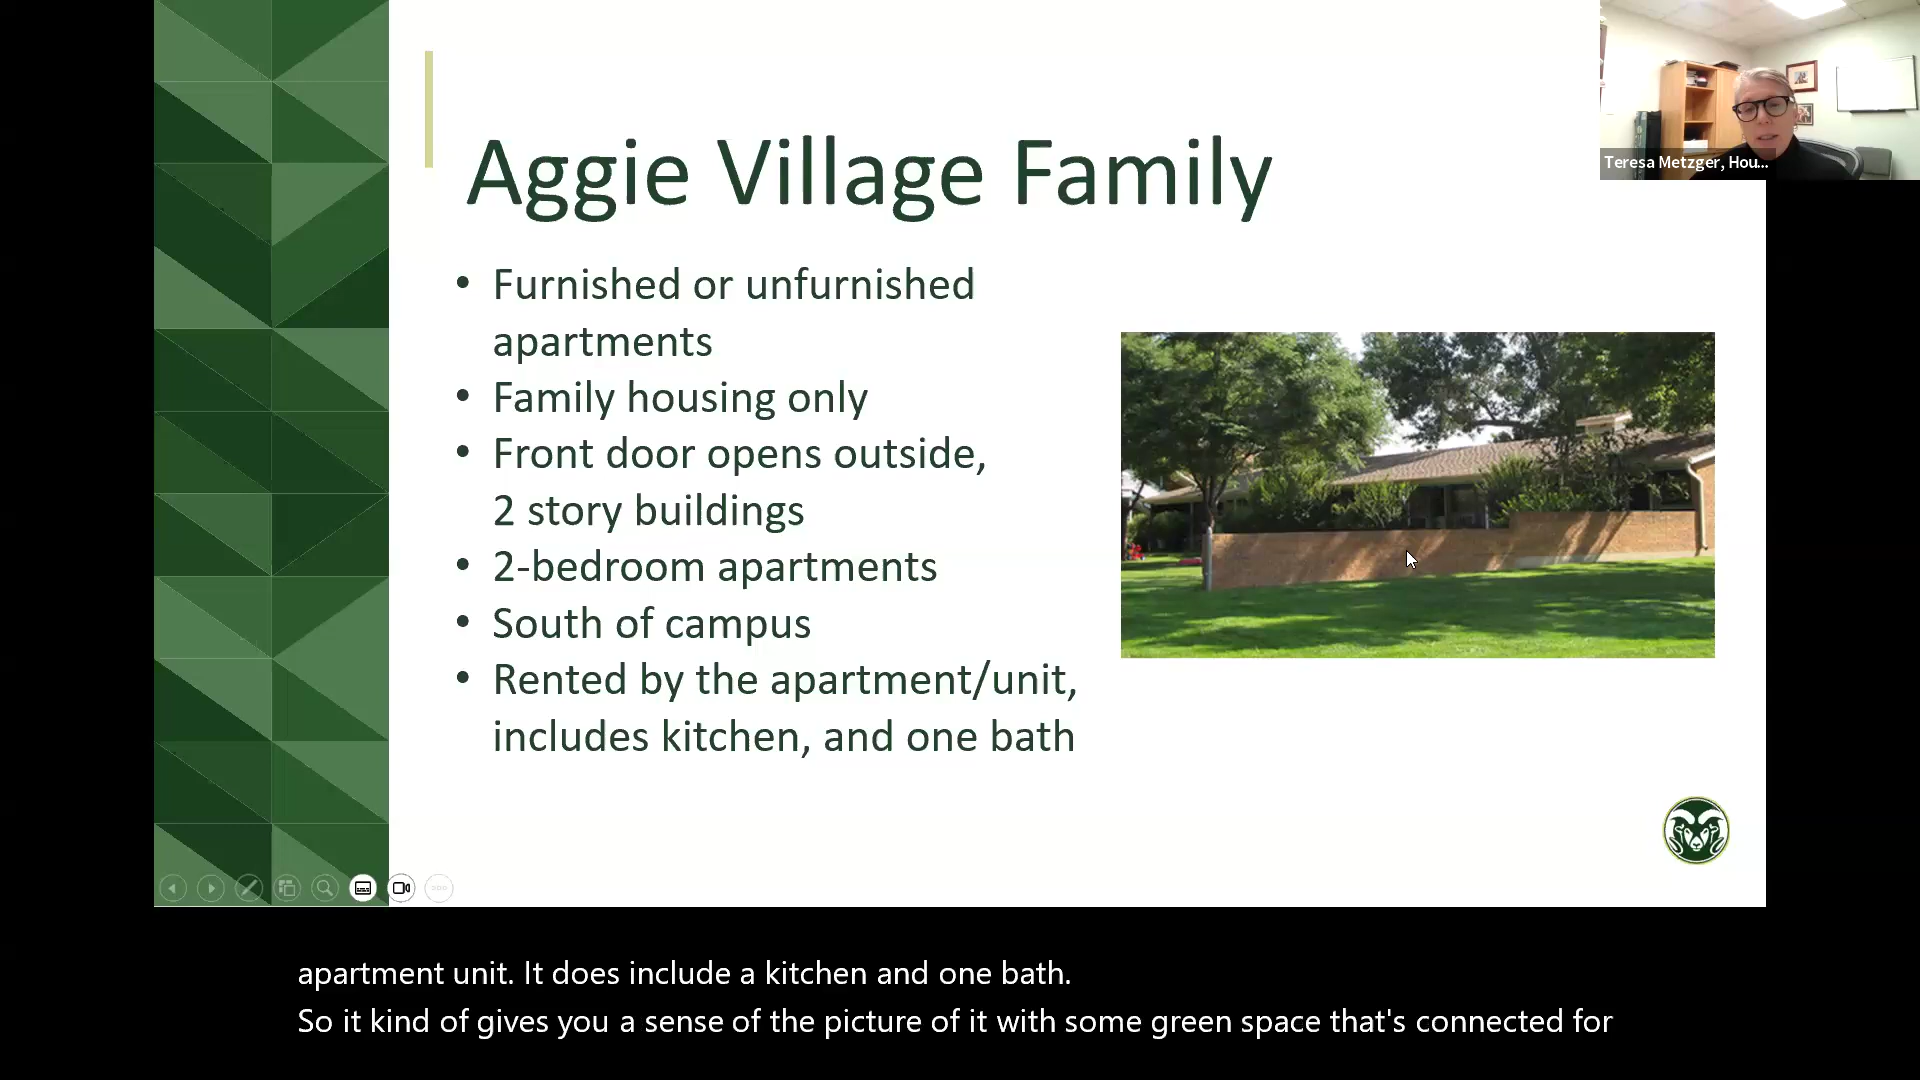 Aggie Village Family
• Furnished or unfurnished
apartments
• Family housing only
• Front door opens outside,
2 story buildings
• 2-bedroom apartments
• South of campus
• Rented by the apartment/unit,
includes kitchen, and one bath
Teresa Metzger, Hou...
apartment unit. It does include a kitchen and one bath.
So it kind of gives you a sense of the picture of it with some green space that's connected for